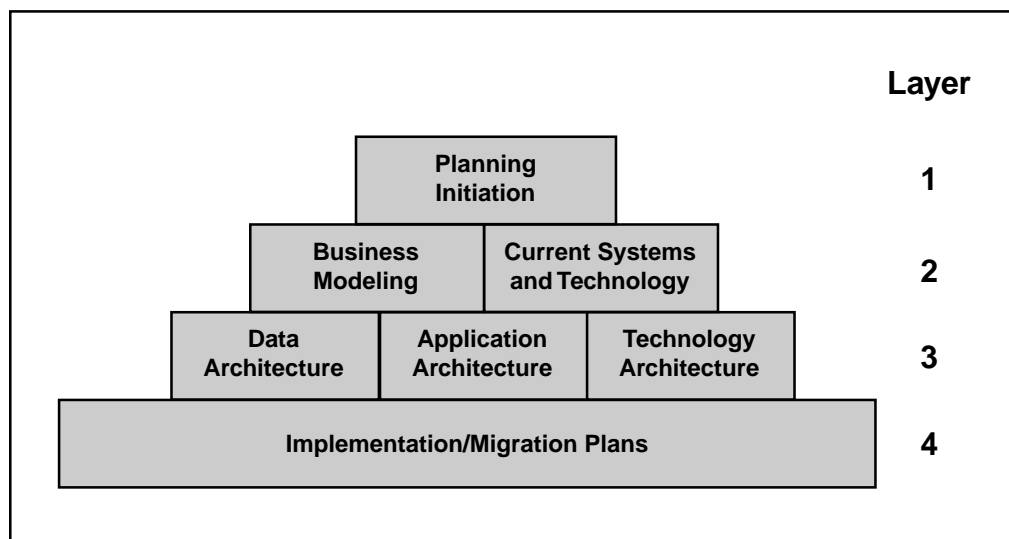 Layer
Planning
Initiation
1
Business
Modeling
Current Systems
and Technology
2
Data
Architecture
Application
Architecture
Technology
Architecture
3
Implementation/Migration Plans
4